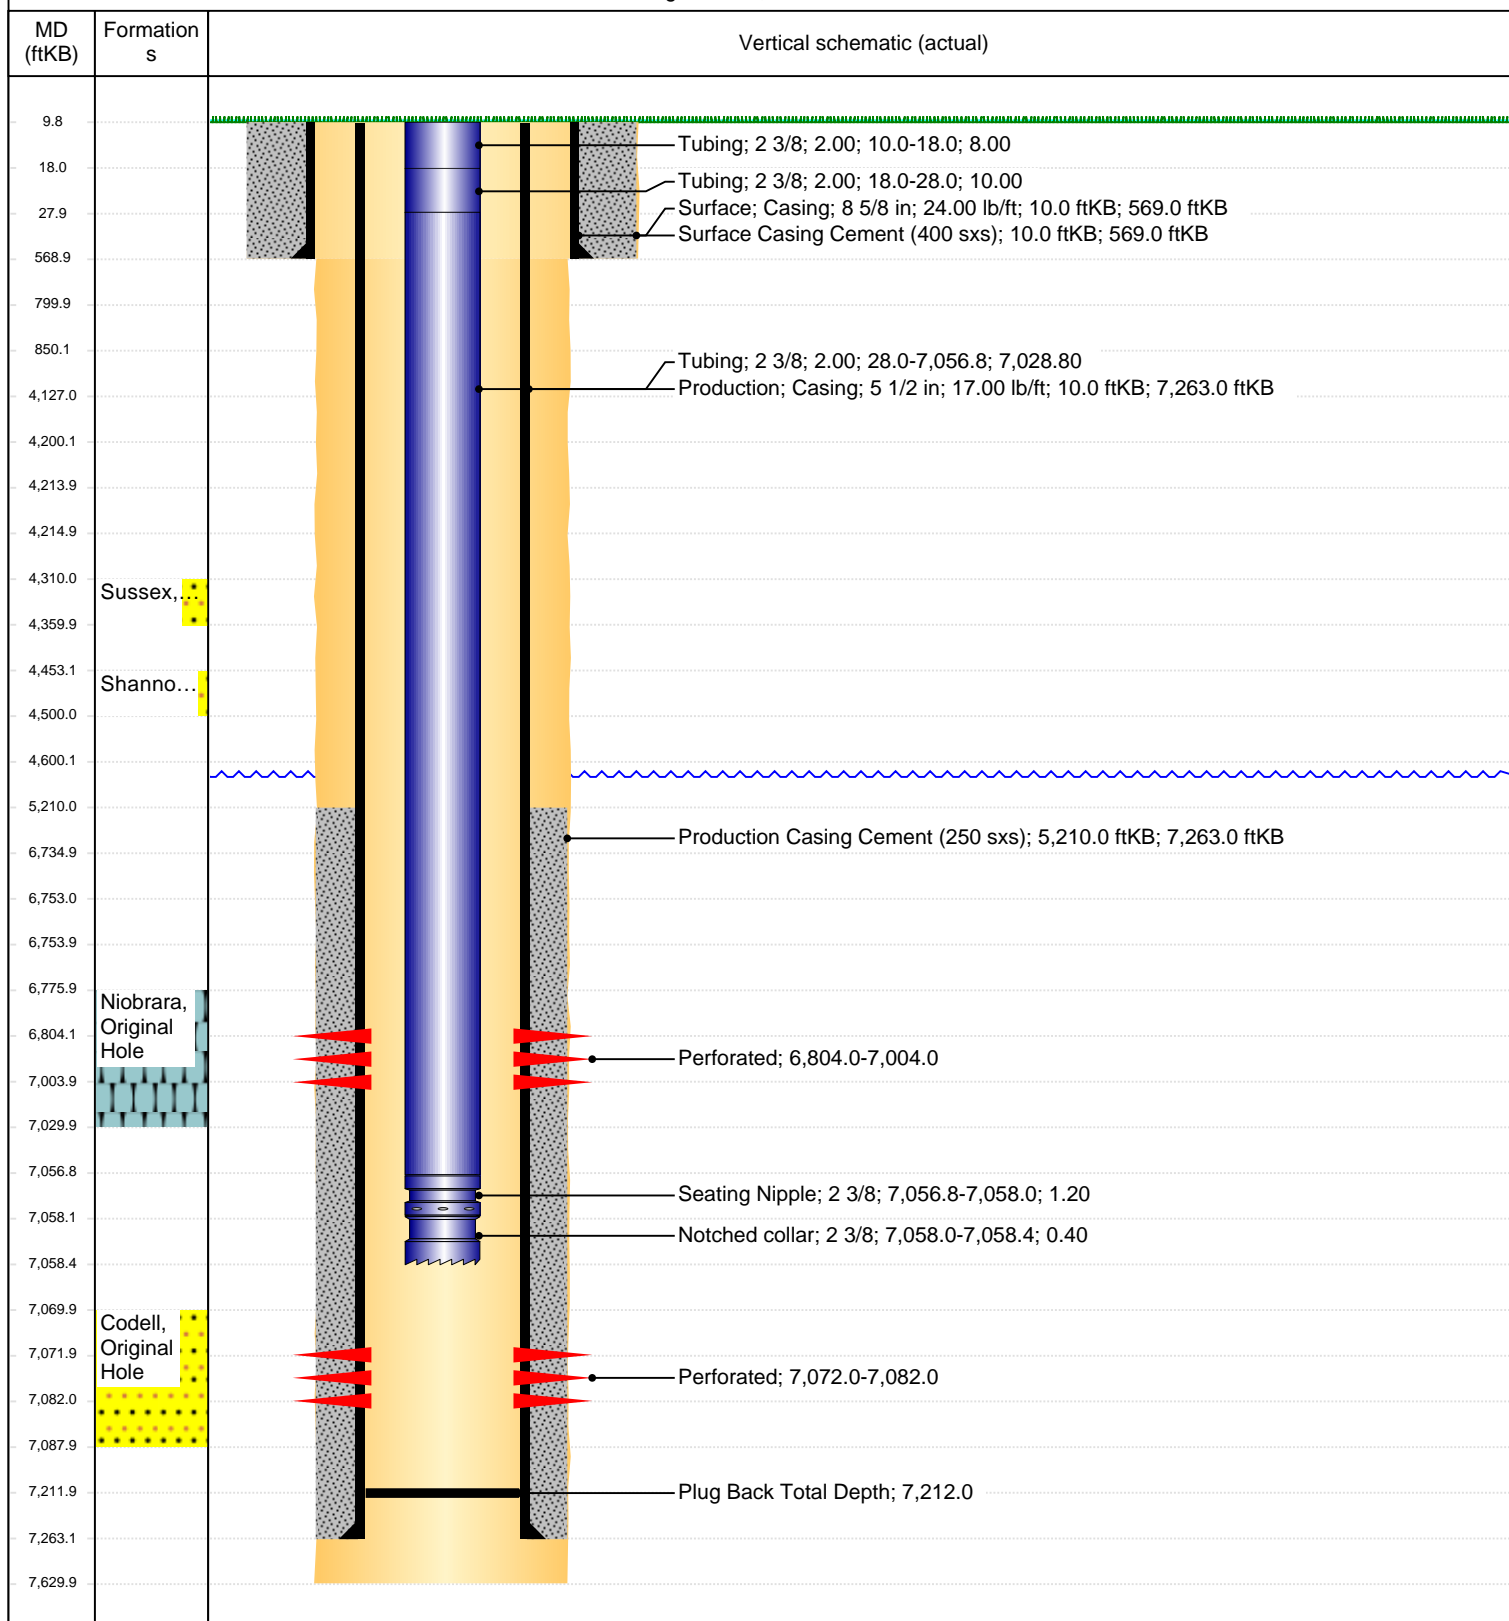 MD
(ftKB)
Formation
s
Vertical schematic (actual)
9.8
Tubing; 2 3/8; 2.00; 10.0-18.0; 8.00
18.0
Tubing; 2 3/8; 2.00; 18.0-28.0; 10.00
27.9
Surface; Casing; 8 5/8 in; 24.00 lb/ft; 10.0 ftKB; 569.0 ftKB
Surface Casing Cement (400 sxs); 10.0 ftKB; 569.0 ftKB
568.9
799.9
850.1
Tubing; 2 3/8; 2.00; 28.0-7,056.8; 7,028.80
Production; Casing; 5 1/2 in; 17.00 lb/ft; 10.0 ftKB; 7,263.0 ftKB
4,127.0
4,200.1
4,213.9
4,214.9
4,310.0
Sussex,...
4,359.9
4,453.1
Shanno...
4,500.0
4,600.1
5,210.0
Production Casing Cement (250 sxs); 5,210.0 ftKB; 7,263.0 ftKB
6,734.9
6,753.0
6,753.9
6,775.9
Niobrara,
Original
Hole
6,804.1
Perforated; 6,804.0-7,004.0
7,003.9
7,029.9
7,056.8
Seating Nipple; 2 3/8; 7,056.8-7,058.0; 1.20
7,058.1
Notched collar; 2 3/8; 7,058.0-7,058.4; 0.40
7,058.4
7,069.9
Codell,
Original
Hole
7,071.9
Perforated; 7,072.0-7,082.0
7,082.0
7,087.9
7,211.9
Plug Back Total Depth; 7,212.0
7,263.1
7,629.9